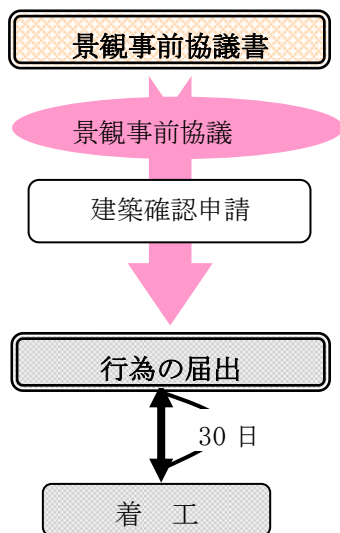 景観事前協議書
景観事前協議
建築確認申請
行為の届出
30 日
着　工